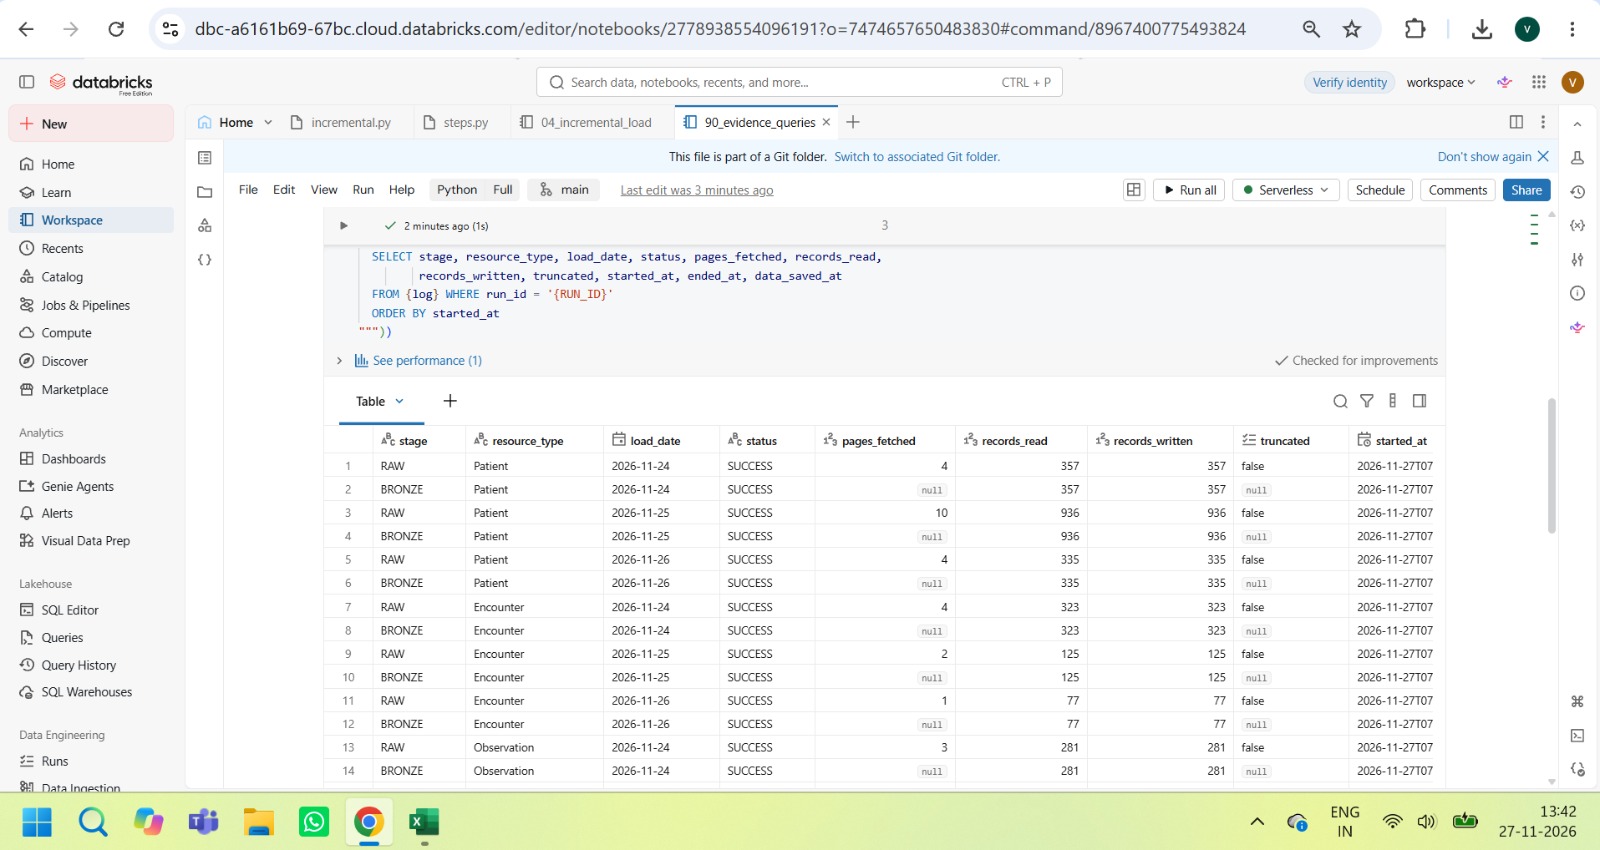 dbc-a6161b69-67bc.cloud.databricks.com/editor/notebooks/2778938554096191?o=7474657650483830#command/8967400775493824
V
databricks
Free Edition
Search data, notebooks, recents, and more...
CTRL + P
Verify identity
workspace
V
New
Home
Learn
Workspace
Recents
Catalog
Jobs & Pipelines
Compute
Discover
Marketplace
Analytics
Dashboards
Genie Agents
Alerts
Visual Data Prep
Lakehouse
SQL Editor
Queries
Query History
SQL Warehouses
Data Engineering
Runs
Data Ingestion
Home
incremental.py
steps.py
04_incremental_load
90_evidence_queries
This file is part of a Git folder. Switch to associated Git folder.
Don't show again
File Edit View Run Help Python Full main Last edit was 3 minutes ago
Run all Serverless Schedule Comments Share
2 minutes ago (1s)
3
SELECT stage, resource_type, load_date, status, pages_fetched, records_read,
records_written, truncated, started_at, ended_at, data_saved_at
FROM {log} WHERE run_id = '{RUN_ID}'
ORDER BY started_at
"""))
See performance (1)
Checked for improvements
Table
stage resource_type load_date status pages_fetched records_read records_written truncated started_at
1 RAW Patient 2026-11-24 SUCCESS 4 357 357 false 2026-11-27T07
2 BRONZE Patient 2026-11-24 SUCCESS null 357 357 null 2026-11-27T07
3 RAW Patient 2026-11-25 SUCCESS 10 936 936 false 2026-11-27T07
4 BRONZE Patient 2026-11-25 SUCCESS null 936 936 null 2026-11-27T07
5 RAW Patient 2026-11-26 SUCCESS 4 335 335 false 2026-11-27T07
6 BRONZE Patient 2026-11-26 SUCCESS null 335 335 null 2026-11-27T07
7 RAW Encounter 2026-11-24 SUCCESS 4 323 323 false 2026-11-27T07
8 BRONZE Encounter 2026-11-24 SUCCESS null 323 323 null 2026-11-27T07
9 RAW Encounter 2026-11-25 SUCCESS 2 125 125 false 2026-11-27T07
10 BRONZE Encounter 2026-11-25 SUCCESS null 125 125 null 2026-11-27T07
11 RAW Encounter 2026-11-26 SUCCESS 1 77 77 false 2026-11-27T07
12 BRONZE Encounter 2026-11-26 SUCCESS null 77 77 null 2026-11-27T07
13 RAW Observation 2026-11-24 SUCCESS 3 281 281 false 2026-11-27T07
14 BRONZE Observation 2026-11-24 SUCCESS null 281 281 null 2026-11-27T07
ENG
IN
13:42
27-11-2026